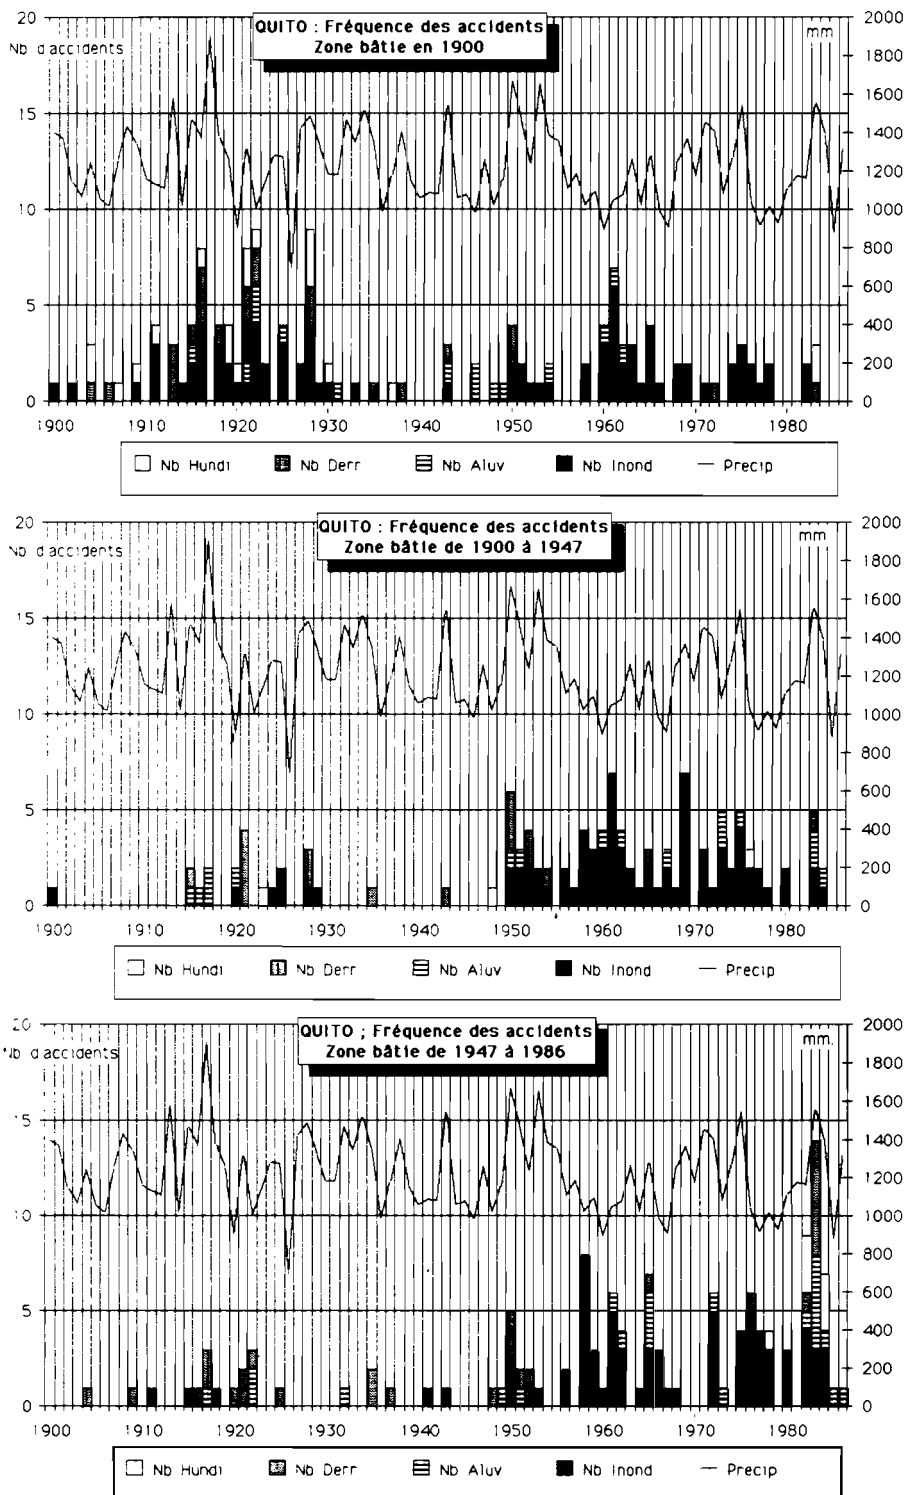 QUITO : Fréquence des accidents
Zone bâtie en 1900
Nb d'accidents
mm
20
15
10
5
0
2000
1800
1600
1400
1200
1000
800
600
400
200
0
1900 1910 1920 1930 1940 1950 1960 1970 1980
Nb Hundi Nb Derr Nb Aluv Nb Inond Precip
QUITO : Fréquence des accidents
Zone bâtie de 1900 à 1947
Nb d'accidents
mm
20
15
10
5
0
2000
1800
1600
1400
1200
1000
800
600
400
200
0
1900 1910 1920 1930 1940 1950 1960 1970 1980
Nb Hundi Nb Derr Nb Aluv Nb Inond Precip
QUITO ; Fréquence des accidents
Zone bâtie de 1947 à 1986
Nb d'accidents
mm.
20
15
10
5
0
2000
1800
1600
1400
1200
1000
800
600
400
200
0
1900 1910 1920 1930 1940 1950 1960 1970 1980
Nb Hundi Nb Derr Nb Aluv Nb Inond Precip